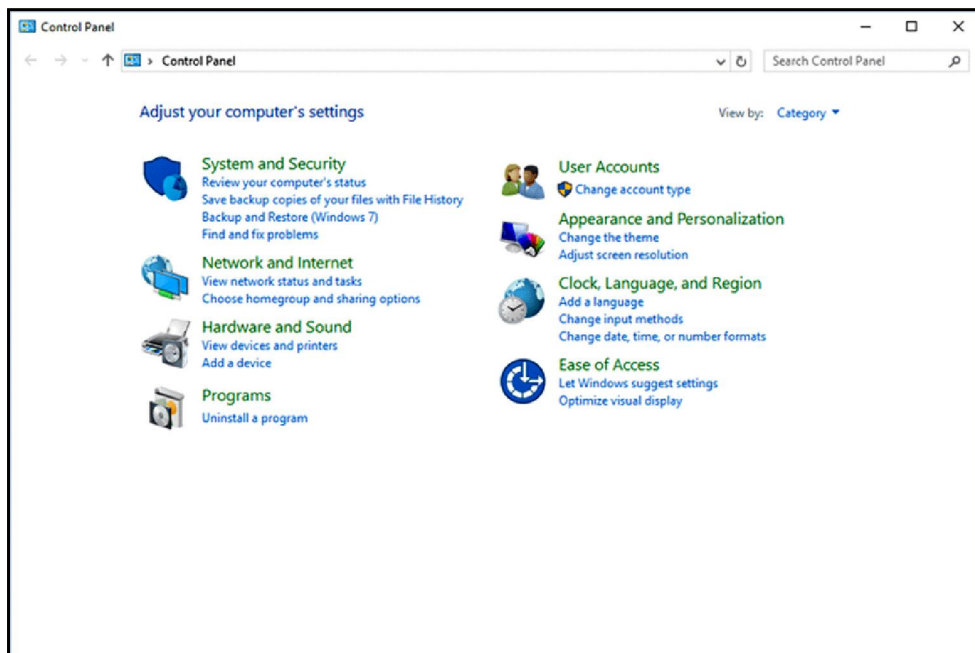 Control Panel
Control Panel
Search Control Panel
Adjust your computer's settings
View by: Category
System and Security
Review your computer's status
Save backup copies of your files with File History
Backup and Restore (Windows 7)
Find and fix problems
Network and Internet
View network status and tasks
Choose homegroup and sharing options
Hardware and Sound
View devices and printers
Add a device
Programs
Uninstall a program
User Accounts
Change account type
Appearance and Personalization
Change the theme
Adjust screen resolution
Clock, Language, and Region
Add a language
Change input methods
Change date, time, or number formats
Ease of Access
Let Windows suggest settings
Optimize visual display